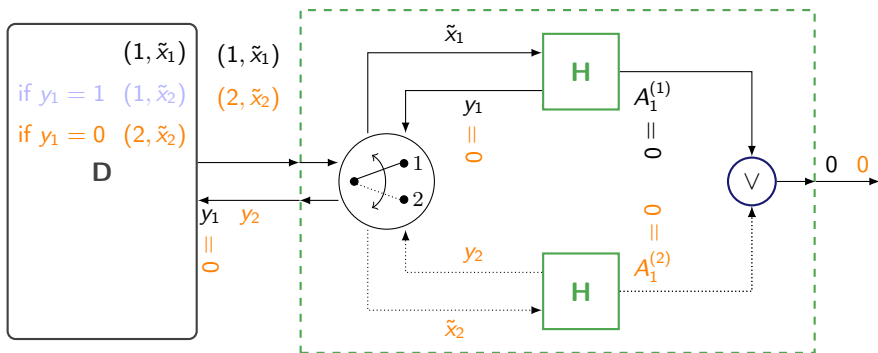 (1, x̃₁) (1, x̃₁)
if y₁ = 1 (1, x̃₂) (2, x̃₂)
if y₁ = 0 (2, x̃₂)
D
y₁ y₂
= 0
x̃₁
H
y₁
= 0
A₁⁽¹⁾
= 0
1
2
∨
0 0
= 0
y₂
A₁⁽²⁾
H
x̃₂